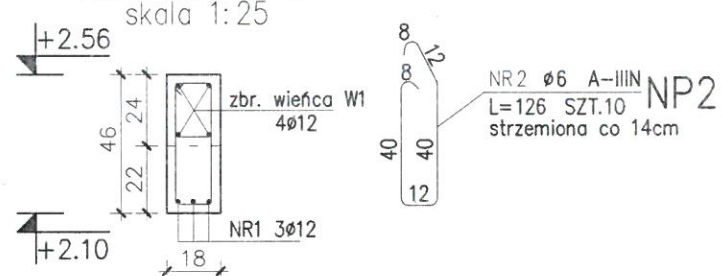 skala 1:25
+2.56
24
46
22
+2.10
18
zbr. wieńca W1
4ø12
NR1 3ø12
8
12
8
40
40
12
NR2 ø6 A-IIIN
L=126 SZT.10
strzemiona co 14cm
NP2